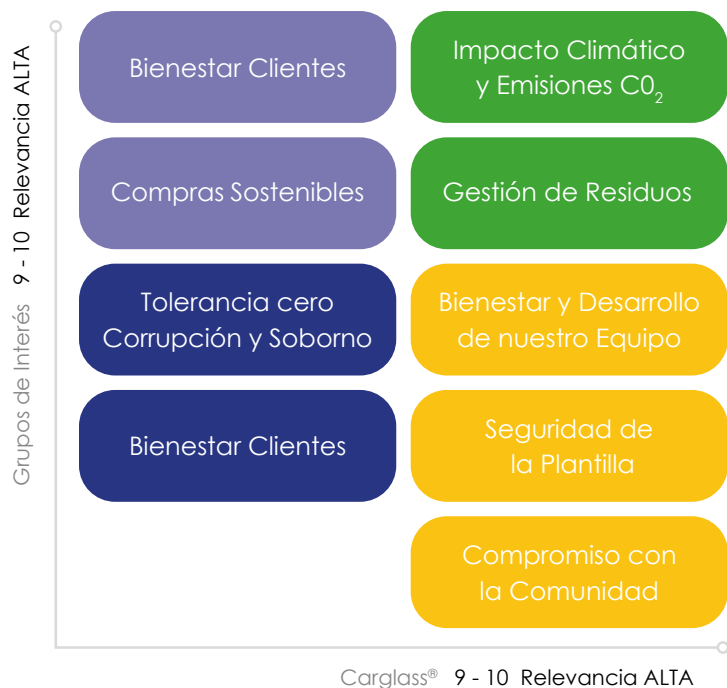 Grupos de Interés 9 - 10 Relevancia ALTA
Bienestar Clientes
Impacto Climático
y Emisiones C0₂
Compras Sostenibles
Gestión de Residuos
Tolerancia cero
Corrupción y Soborno
Bienestar y Desarrollo
de nuestro Equipo
Bienestar Clientes
Seguridad de
la Plantilla
Compromiso con
la Comunidad
Carglass® 9 - 10 Relevancia ALTA